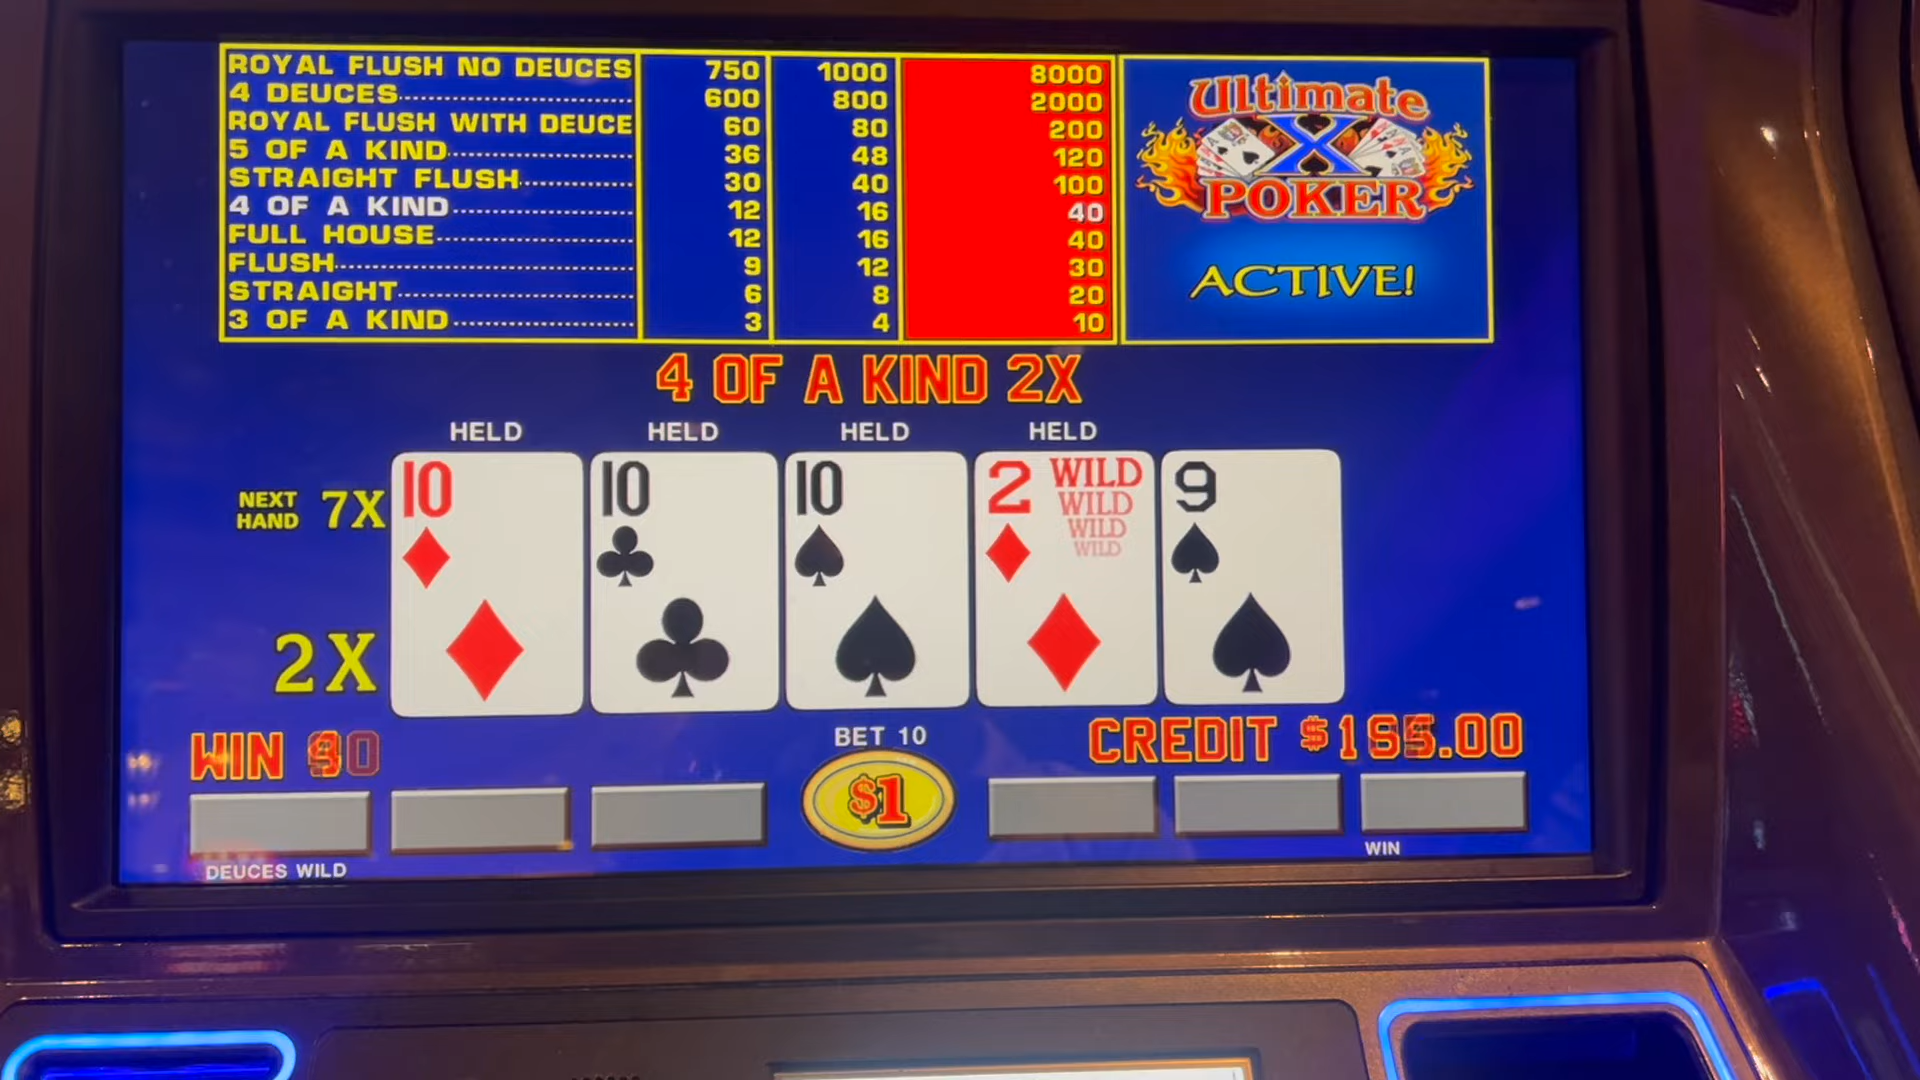 ROYAL FLUSH NO DEUCES 750 1000 8000
4 DEUCES 600 800 2000
ROYAL FLUSH WITH DEUCE 60 80 200
5 OF A KIND 36 48 120
STRAIGHT FLUSH 30 40 100
4 OF A KIND 12 16 40
FULL HOUSE 12 16 40
FLUSH 9 12 30
STRAIGHT 6 8 20
3 OF A KIND 3 4 10
Ultimate
X
POKER
ACTIVE!
4 OF A KIND 2X
HELD HELD HELD HELD
NEXT HAND 7X
10 10 10 2 WILD 9
WILD
WILD
WILD
2X
WIN
BET 10
CREDIT
$1
WIN
DEUCES WILD